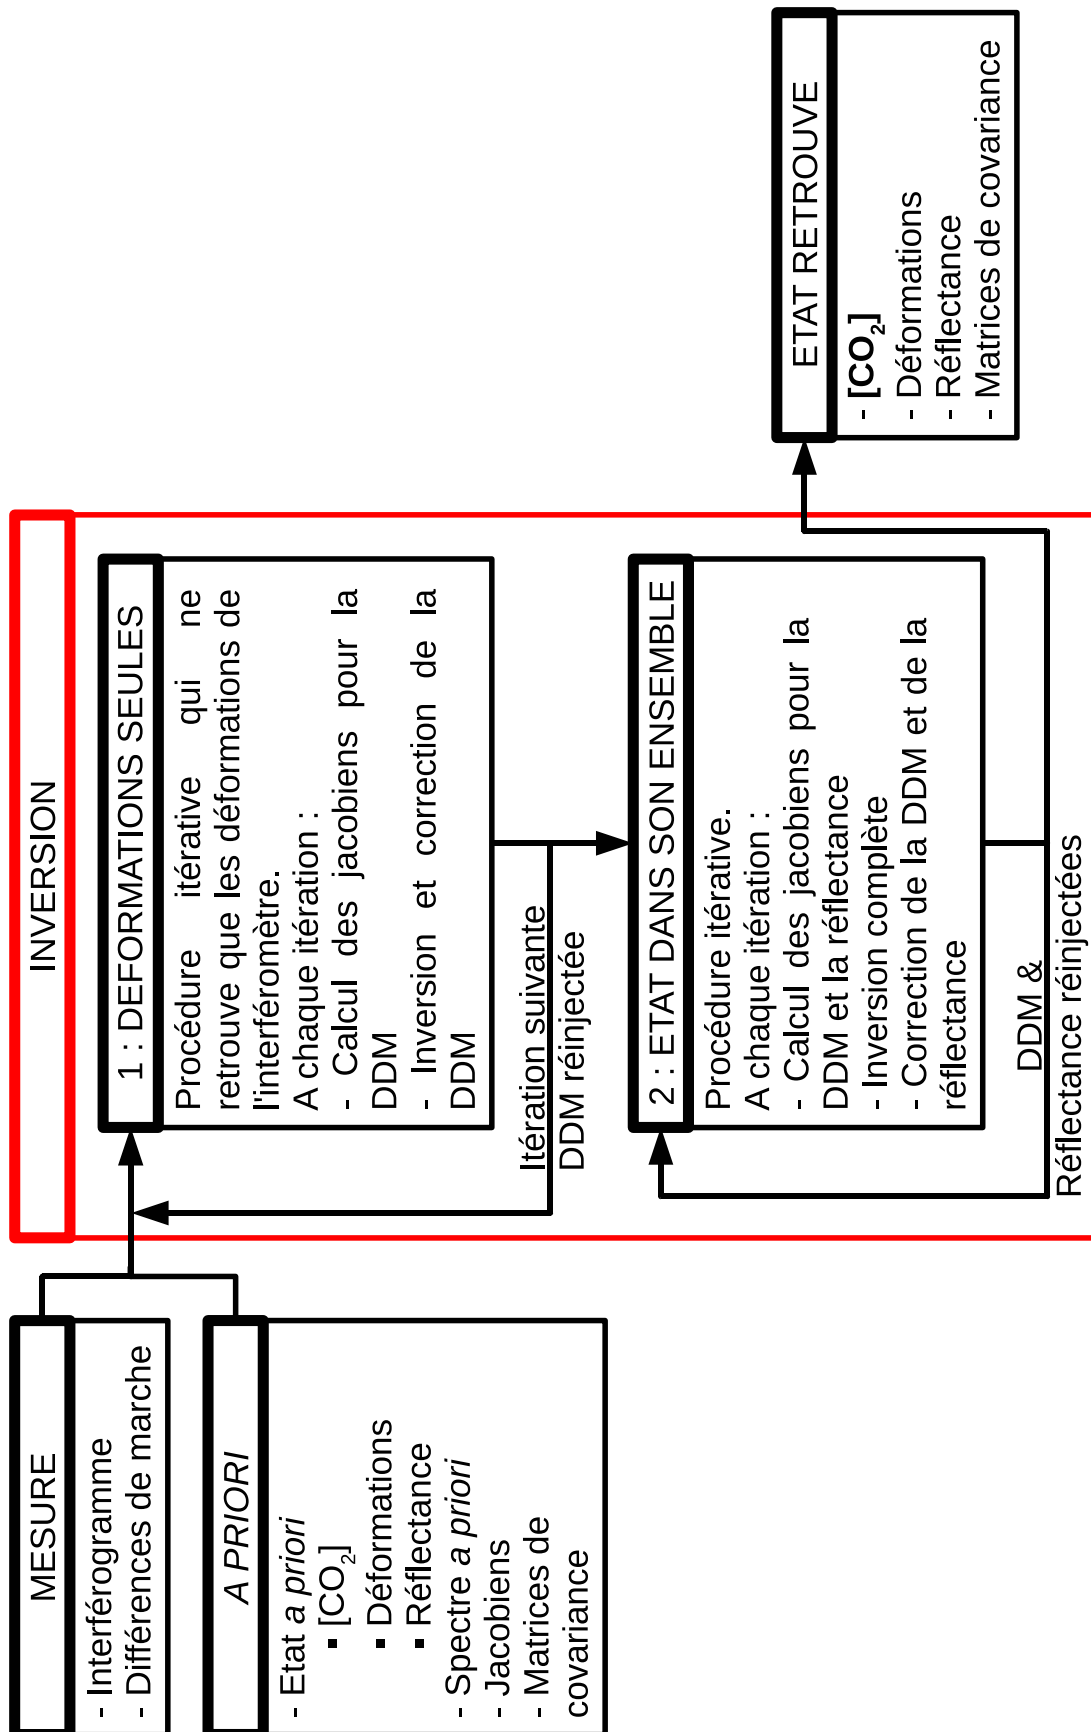 MESURE
- Interférogramme
- Différences de marche
A PRIORI
- Etat a priori
▪ [CO₂]
▪ Déformations
▪ Réflectance
- Spectre a priori
- Jacobiens
- Matrices de
covariance
INVERSION
1 : DEFORMATIONS SEULES
Procédure itérative qui ne
retrouve que les déformations de
l'interféromètre.
A chaque itération :
- Calcul des jacobiens pour la
DDM
- Inversion et correction de la
DDM
Itération suivante
DDM réinjectée
2 : ETAT DANS SON ENSEMBLE
Procédure itérative.
A chaque itération :
- Calcul des jacobiens pour la
DDM et la réflectance
- Inversion complète
- Correction de la DDM et de la
réflectance
DDM &
Réflectance réinjectées
ETAT RETROUVE
- [CO₂]
- Déformations
- Réflectance
- Matrices de covariance